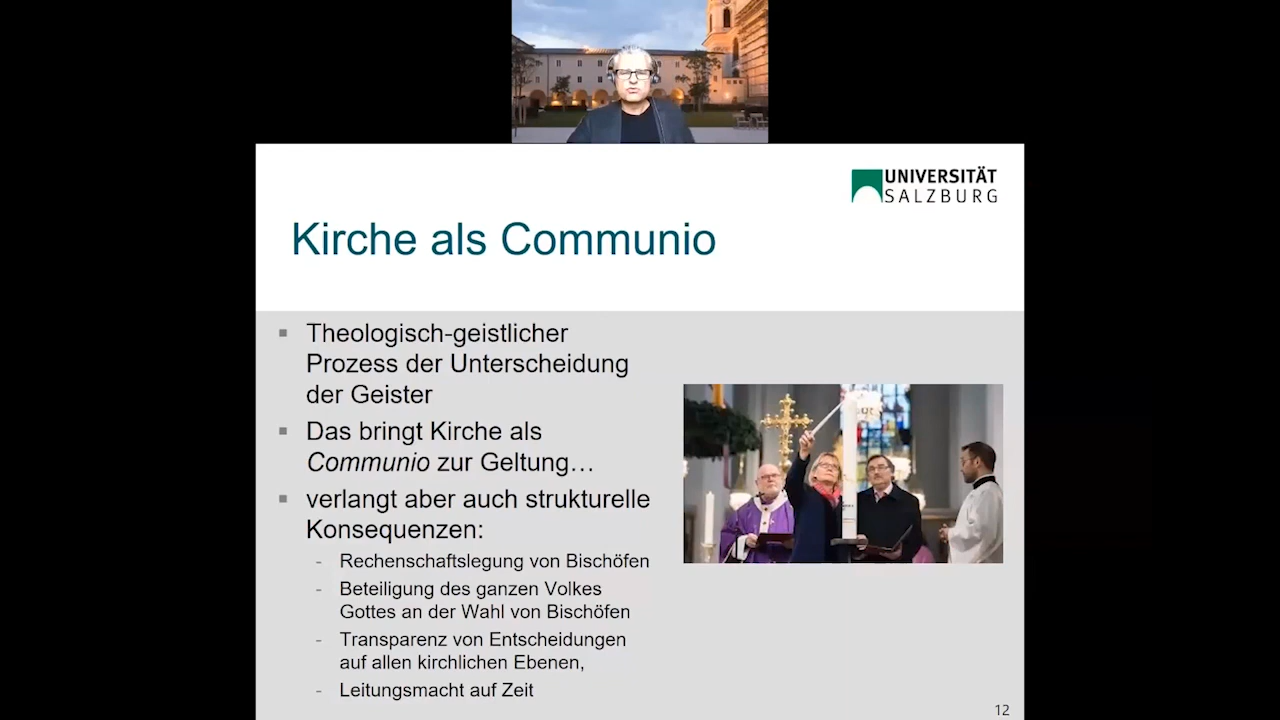 UNIVERSITÄT
SALZBURG
Kirche als Communio
Theologisch-geistlicher
Prozess der Unterscheidung
der Geister
Das bringt Kirche als
Communio zur Geltung…
verlangt aber auch strukturelle
Konsequenzen:
- Rechenschaftslegung von Bischöfen
- Beteiligung des ganzen Volkes
Gottes an der Wahl von Bischöfen
- Transparenz von Entscheidungen
auf allen kirchlichen Ebenen,
- Leitungsmacht auf Zeit
12